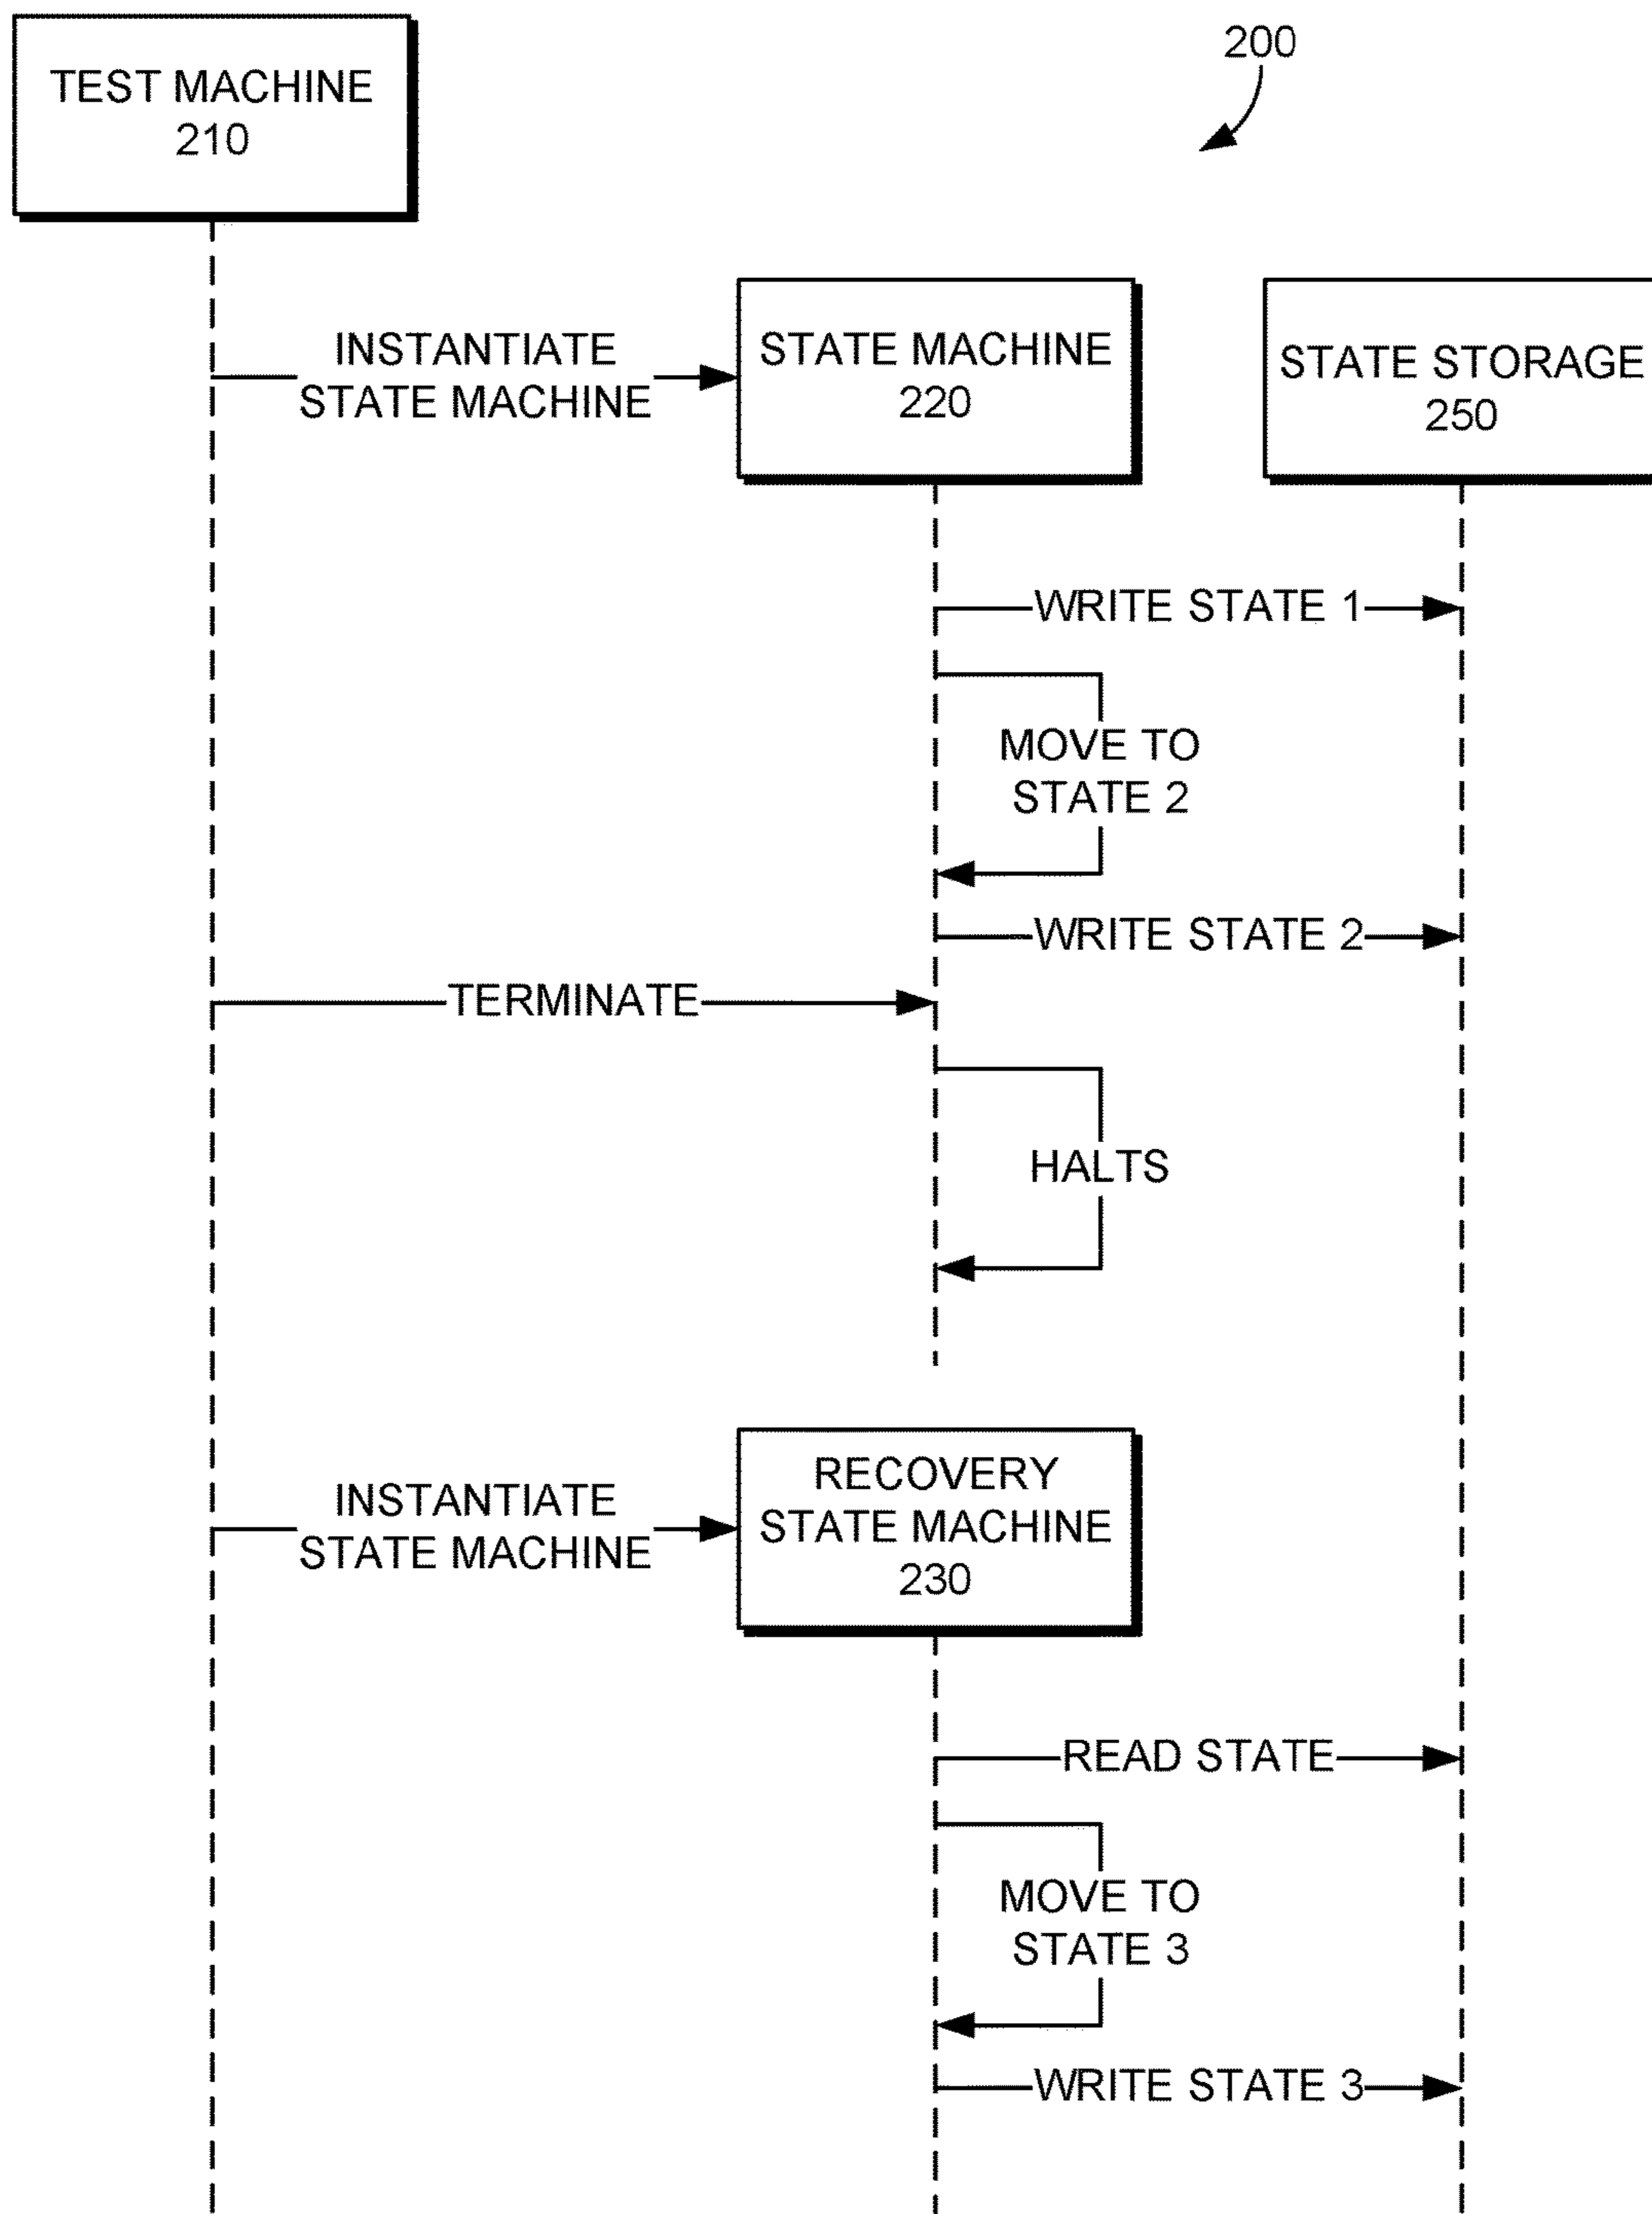 200
TEST MACHINE
210
INSTANTIATE
STATE MACHINE
STATE MACHINE
220
STATE STORAGE
250
WRITE STATE 1
MOVE TO
STATE 2
WRITE STATE 2
TERMINATE
HALTS
INSTANTIATE
STATE MACHINE
RECOVERY
STATE MACHINE
230
READ STATE
MOVE TO
STATE 3
WRITE STATE 3